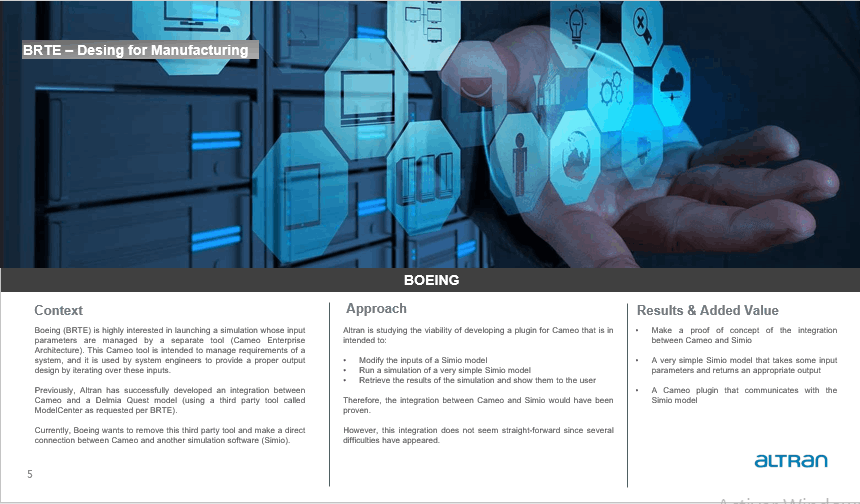 BRTE – Desing for Manufacturing
BOEING
Context
Boeing (BRTE) is highly interested in launching a simulation whose input
parameters are managed by a separate tool (Cameo Enterprise
Architecture). This Cameo tool is intended to manage requirements of a
system, and it is used by system engineers to provide a proper output
design by iterating over these inputs.
Previously, Altran has successfully developed an integration between
Cameo and a Delmia Quest model (using a third party tool called
ModelCenter as requested per BRTE).
Currently, Boeing wants to remove this third party tool and make a direct
connection between Cameo and another simulation software (Simio).
Approach
Altran is studying the viability of developing a plugin for Cameo that is in
intended to:
• Modify the inputs of a Simio model
• Run a simulation of a very simple Simio model
• Retrieve the results of the simulation and show them to the user
Therefore, the integration between Cameo and Simio would have been
proven.
However, this integration does not seem straight-forward since several
difficulties have appeared.
Results & Added Value
• Make a proof of concept of the integration
between Cameo and Simio
• A very simple Simio model that takes some input
parameters and returns an appropriate output
• A Cameo plugin that communicates with the
Simio model
ALTRAN
5